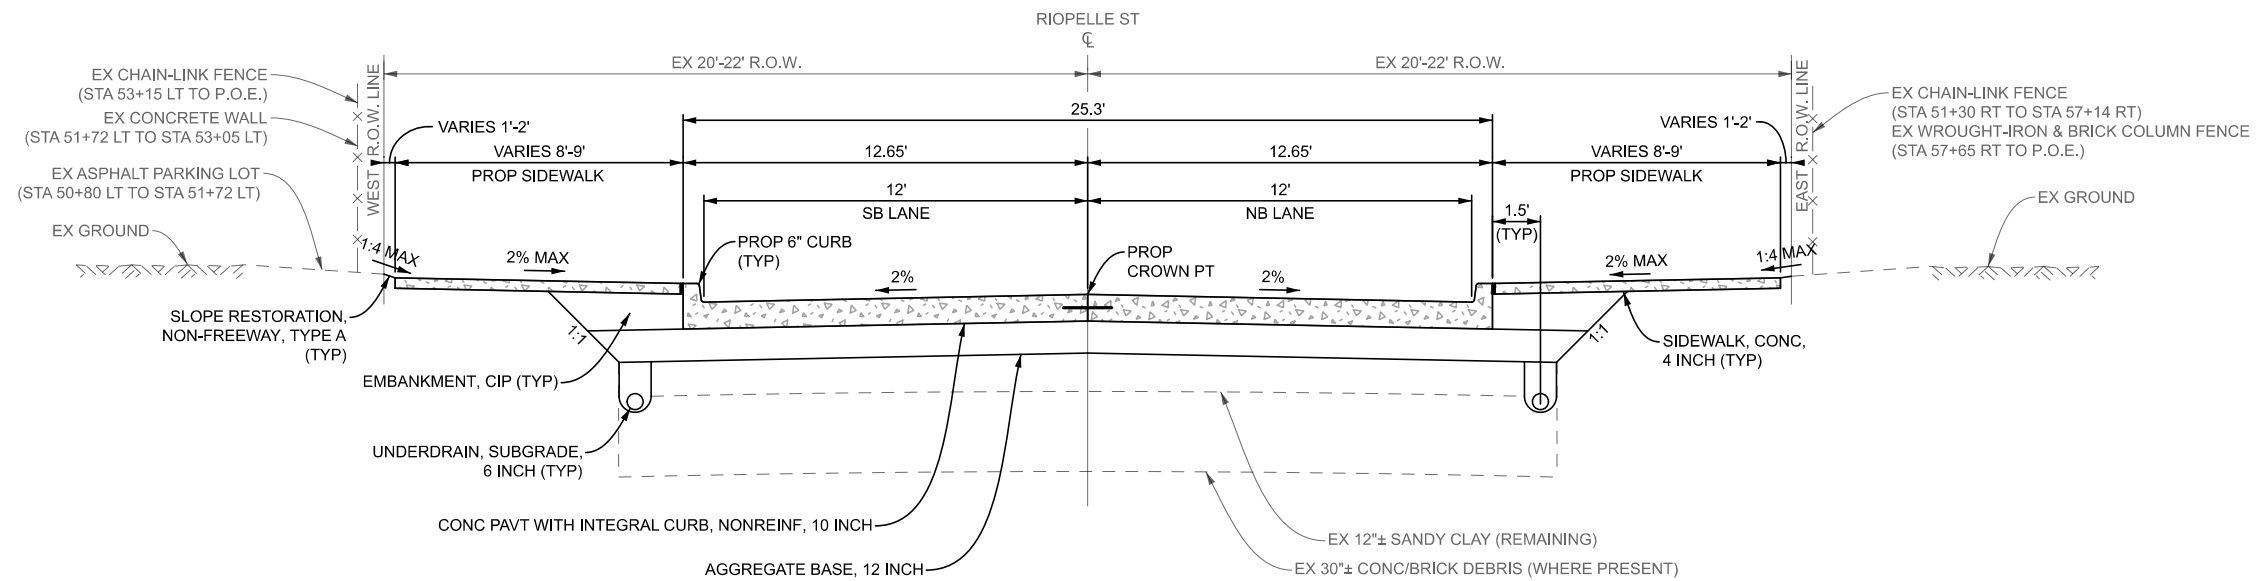 RIOPELLE ST
℄
EX 20'-22' R.O.W.
EX 20'-22' R.O.W.
EX CHAIN-LINK FENCE
(STA 53+15 LT TO P.O.E.)
EX CONCRETE WALL
(STA 51+72 LT TO STA 53+05 LT)
EX ASPHALT PARKING LOT
(STA 50+80 LT TO STA 51+72 LT)
EX GROUND
WEST R.O.W. LINE
VARIES 1'-2'
VARIES 8'-9'
PROP SIDEWALK
25.3'
12.65'
12.65'
12'
SB LANE
12'
NB LANE
VARIES 1'-2'
VARIES 8'-9'
PROP SIDEWALK
1.5'
(TYP)
EAST R.O.W. LINE
EX CHAIN-LINK FENCE
(STA 51+30 RT TO STA 57+14 RT)
EX WROUGHT-IRON & BRICK COLUMN FENCE
(STA 57+65 RT TO P.O.E.)
EX GROUND
1:4 MAX
2% MAX
PROP 6" CURB
(TYP)
2%
PROP
CROWN PT
2%
2% MAX
1:4 MAX
SLOPE RESTORATION,
NON-FREEWAY, TYPE A
(TYP)
1:1
1:1
SIDEWALK, CONC,
4 INCH (TYP)
EMBANKMENT, CIP (TYP)
UNDERDRAIN, SUBGRADE,
6 INCH (TYP)
CONC PAVT WITH INTEGRAL CURB, NONREINF, 10 INCH
AGGREGATE BASE, 12 INCH
EX 12"± SANDY CLAY (REMAINING)
EX 30"± CONC/BRICK DEBRIS (WHERE PRESENT)